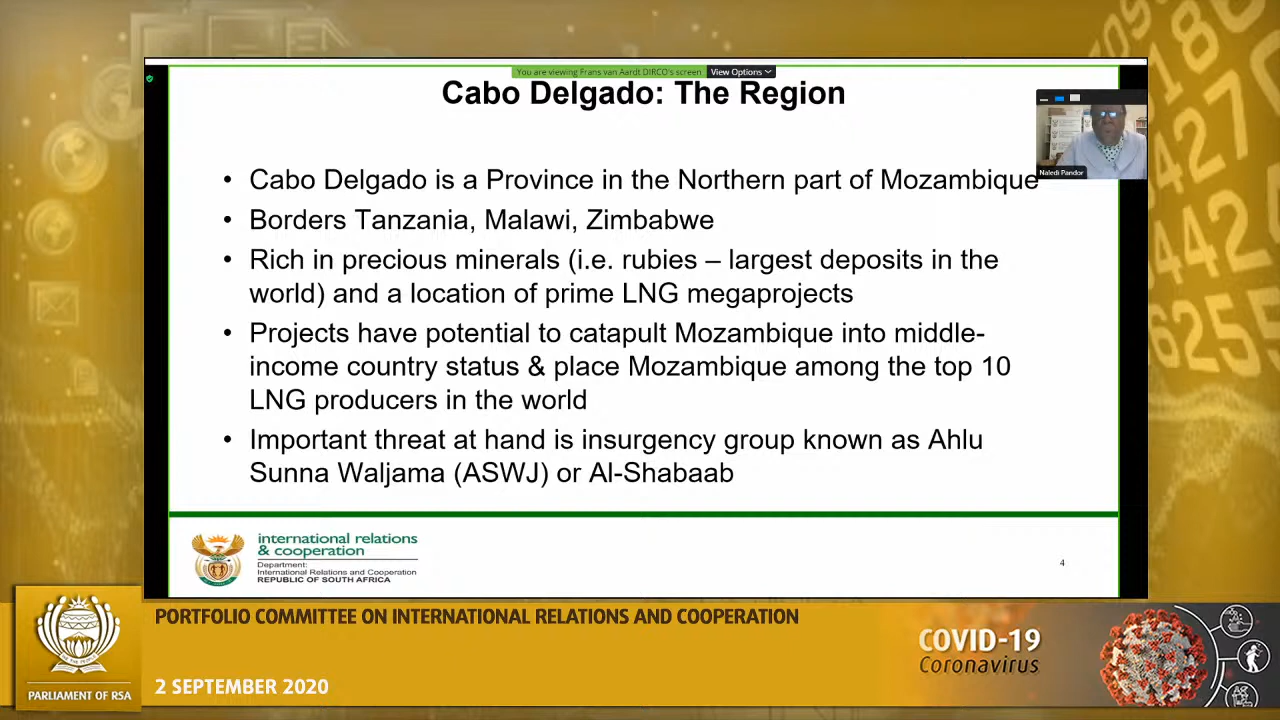 You are viewing Frans van Aardt DIRCO's screen
View Options
Cabo Delgado: The Region
Naledi Pandor
• Cabo Delgado is a Province in the Northern part of Mozambique
• Borders Tanzania, Malawi, Zimbabwe
• Rich in precious minerals (i.e. rubies – largest deposits in the
world) and a location of prime LNG megaprojects
• Projects have potential to catapult Mozambique into middle-
income country status & place Mozambique among the top 10
LNG producers in the world
• Important threat at hand is insurgency group known as Ahlu
Sunna Waljama (ASWJ) or Al-Shabaab
international relations
& cooperation
Department:
International Relations and Cooperation
REPUBLIC OF SOUTH AFRICA
4
PORTFOLIO COMMITTEE ON INTERNATIONAL RELATIONS AND COOPERATION
COVID-19
Coronavirus
PARLIAMENT OF RSA
2 SEPTEMBER 2020